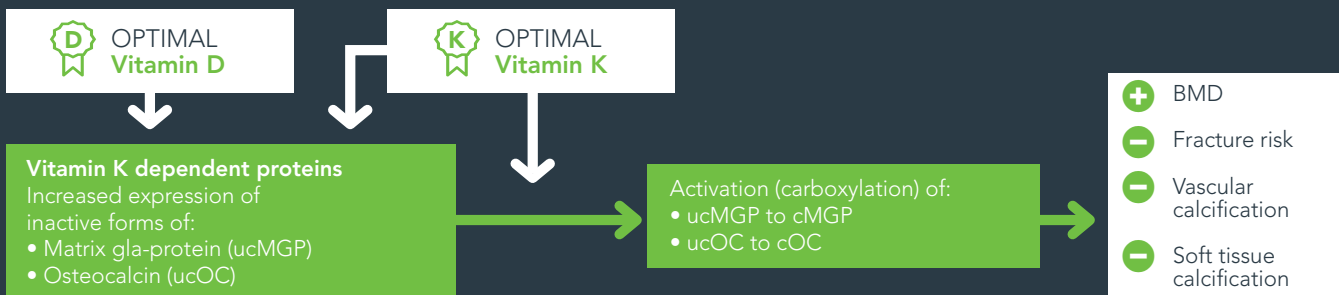 D
OPTIMAL
Vitamin D
K
OPTIMAL
Vitamin K
Vitamin K dependent proteins
Increased expression of
inactive forms of:
• Matrix gla-protein (ucMGP)
• Osteocalcin (ucOC)
Activation (carboxylation) of:
• ucMGP to cMGP
• ucOC to cOC
+ BMD
− Fracture risk
− Vascular
calcification
− Soft tissue
calcification